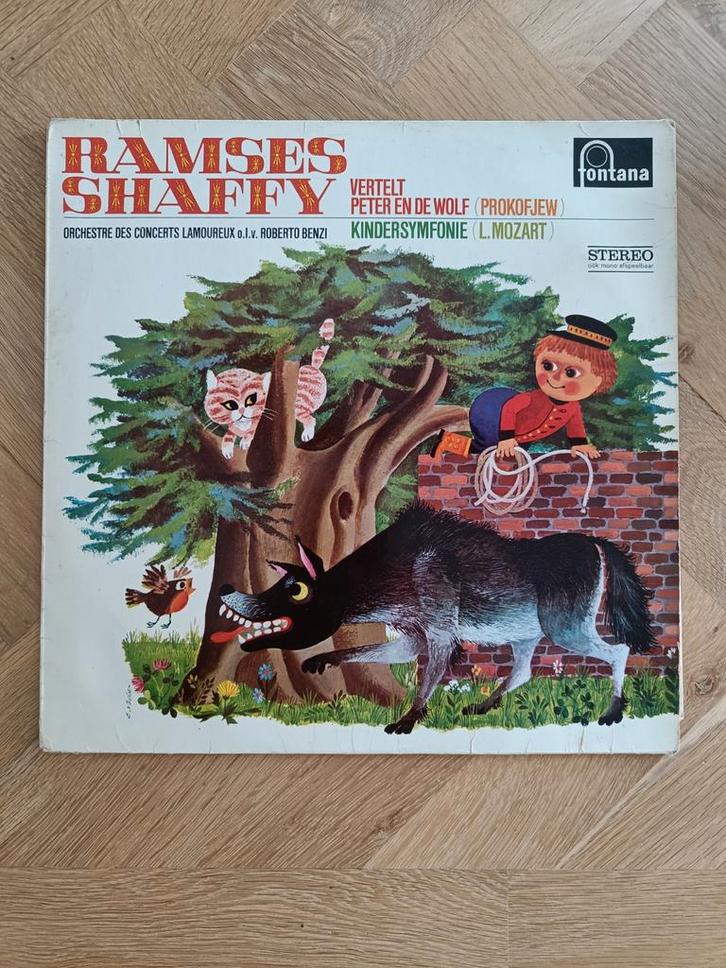 RAMSES
SHAFFY
VERTELT
PETER EN DE WOLF (PROKOFJEW)
ORCHESTRE DES CONCERTS LAMOUREUX o.l.v. ROBERTO BENZI
KINDERSYMFONIE (L. MOZART)
fontana
STEREO
ook mono afspeelbaar